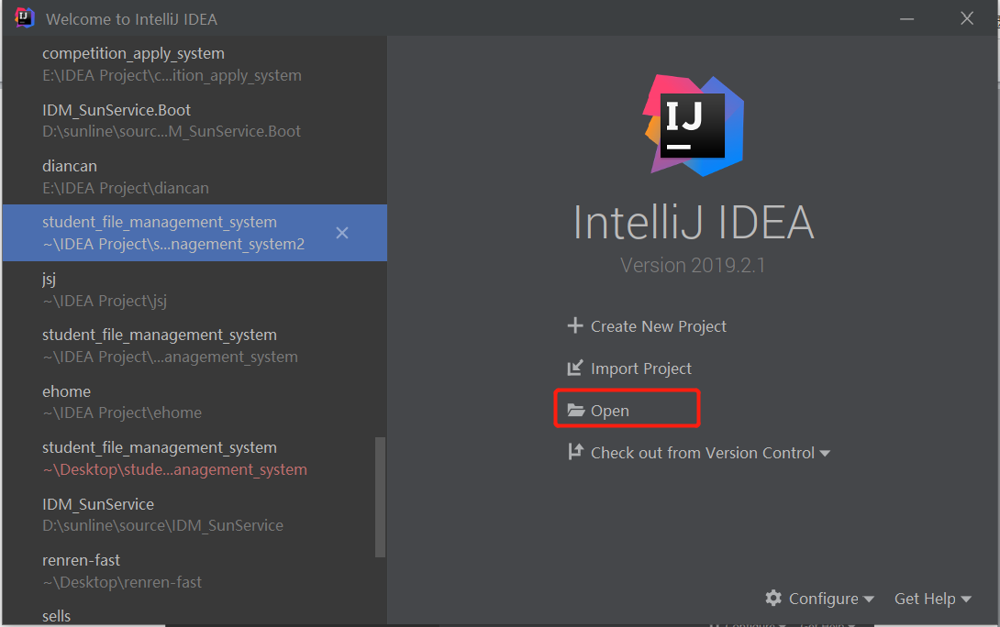 Welcome to IntelliJ IDEA
competition_apply_system
E:\IDEA Project\c...ition_apply_system
IDM_SunService.Boot
D:\sunline\sourc...M_SunService.Boot
diancan
E:\IDEA Project\diancan
student_file_management_system
~\IDEA Project\s...nagement_system2
jsj
~\IDEA Project\jsj
student_file_management_system
~\IDEA Project\...anagement_system
ehome
~\IDEA Project\ehome
student_file_management_system
~\Desktop\stude...anagement_system
IDM_SunService
D:\sunline\source\IDM_SunService
renren-fast
~\Desktop\renren-fast
sells
IJ
IntelliJ IDEA
Version 2019.2.1
Create New Project
Import Project
Open
Check out from Version Control
Configure
Get Help